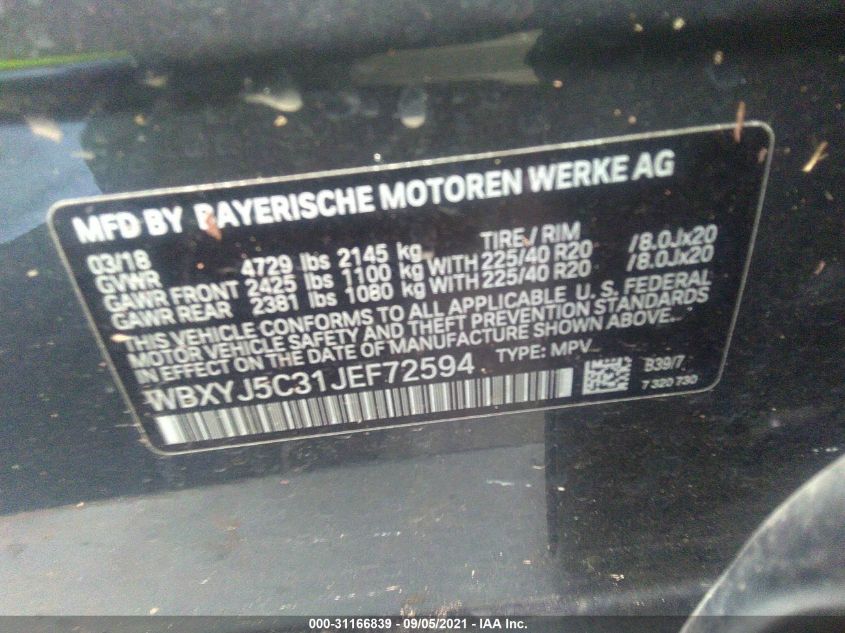 MFD BY BAYERISCHE MOTOREN WERKE AG
03/18 TIRE / RIM
GVWR 4729 lbs 2145 kg
GAWR FRONT 2425 lbs 1100 kg WITH 225/40 R20 /8.0Jx20
GAWR REAR 2381 lbs 1080 kg WITH 225/40 R20 /8.0Jx20
THIS VEHICLE CONFORMS TO ALL APPLICABLE U. S. FEDERAL
MOTOR VEHICLE SAFETY AND THEFT PREVENTION STANDARDS
IN EFFECT ON THE DATE OF MANUFACTURE SHOWN ABOVE.
WBXYJ5C31JEF72594 TYPE: MPV
B39/7
7 320 730
000-31166839 - 09/05/2021 - IAA Inc.